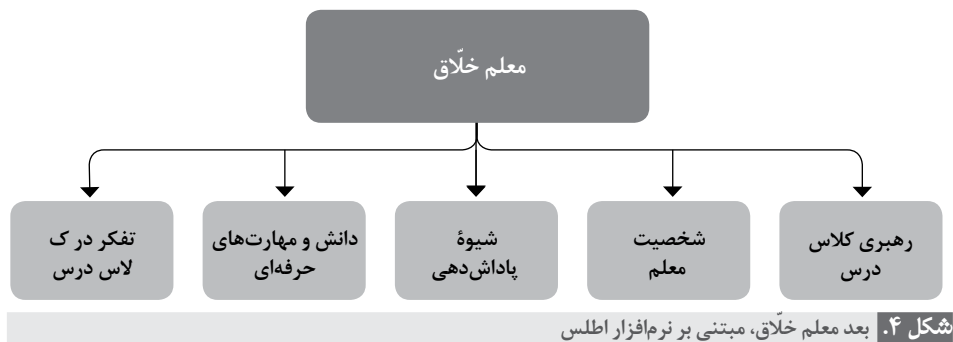 معلم خلّاق
رهبری کلاس
درس
شخصیت
معلم
شیوۀ
پاداش‌دهی
دانش و مهارت‌های
حرفه‌ای
تفکر در ک
لاس درس
شکل ۴. بعد معلم خلّاق، مبتنی بر نرم‌افزار اطلس